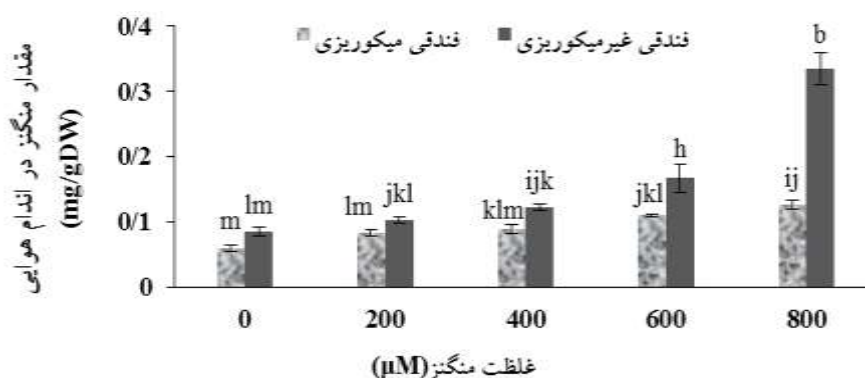 فندقی میکوریزی
فندقی غیرمیکوریزی
مقدار منگنز در اندام هوایی
(mg/gDW)
0/4
0/3
0/2
0/1
0
m lm lm jkl klm ijk jkl h ij b
0 200 400 600 800
غلظت منگنز(µM)